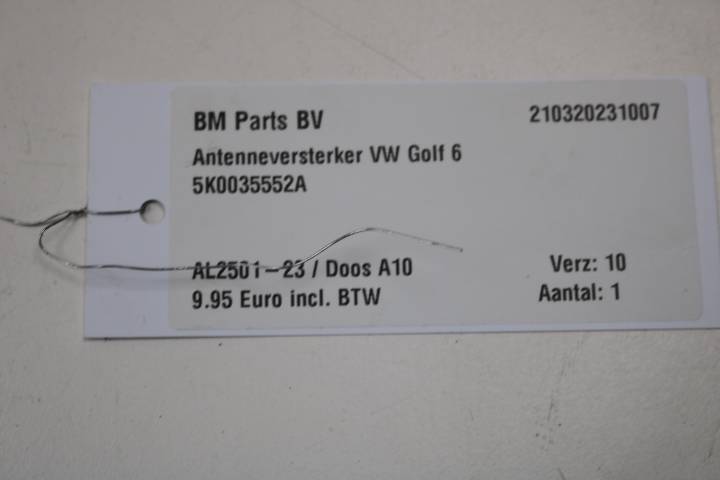 BM Parts BV 210320231007
Antenneversterker VW Golf 6
5K0035552A
AL2501-23 / Doos A10 Verz: 10
9.95 Euro incl. BTW Aantal: 1